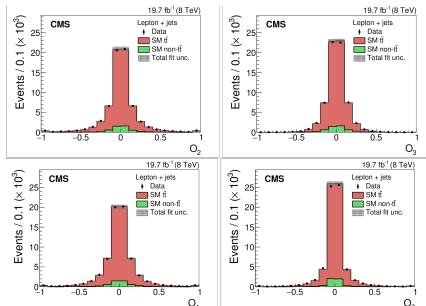 19.7 fb⁻¹ (8 TeV)
CMS
Lepton + jets
Data
SM tt̄
SM non-tt̄
Total fit unc.
Events / 0.1 (× 10³)
25
20
15
10
5
0
−1 −0.5 0 0.5 1
O₂
19.7 fb⁻¹ (8 TeV)
CMS
Lepton + jets
Data
SM tt̄
SM non-tt̄
Total fit unc.
Events / 0.1 (× 10³)
25
20
15
10
5
0
−1 −0.5 0 0.5 1
O₃
19.7 fb⁻¹ (8 TeV)
CMS
Lepton + jets
Data
SM tt̄
SM non-tt̄
Total fit unc.
Events / 0.1 (× 10³)
25
20
15
10
5
0
−1 −0.5 0 0.5 1
19.7 fb⁻¹ (8 TeV)
CMS
Lepton + jets
Data
SM tt̄
SM non-tt̄
Total fit unc.
Events / 0.1 (× 10³)
25
20
15
10
5
0
−1 −0.5 0 0.5 1